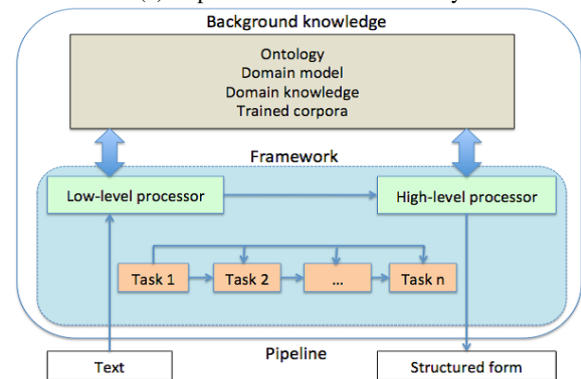 Background knowledge
Ontology
Domain model
Domain knowledge
Trained corpora
Framework
Low-level processor
High-level processor
Task 1
Task 2
...
Task n
Text
Pipeline
Structured form